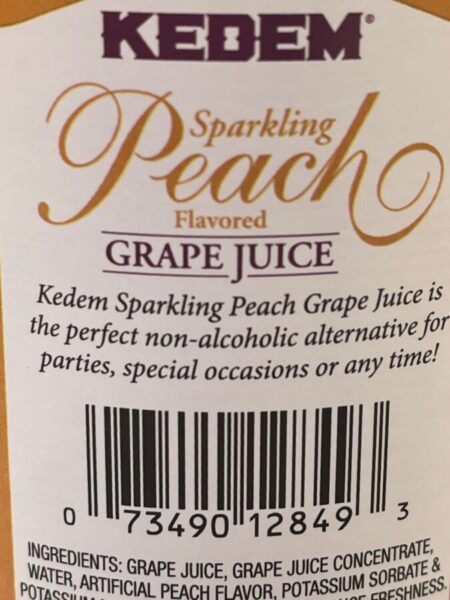 KEDEM®
Sparkling
Peach
Flavored
GRAPE JUICE
Kedem Sparkling Peach Grape Juice is
the perfect non-alcoholic alternative for
parties, special occasions or any time!
0 73490 12849 3
INGREDIENTS: GRAPE JUICE, GRAPE JUICE CONCENTRATE,
WATER, ARTIFICIAL PEACH FLAVOR, POTASSIUM SORBATE &
POTASSIUM FRESHNESS.